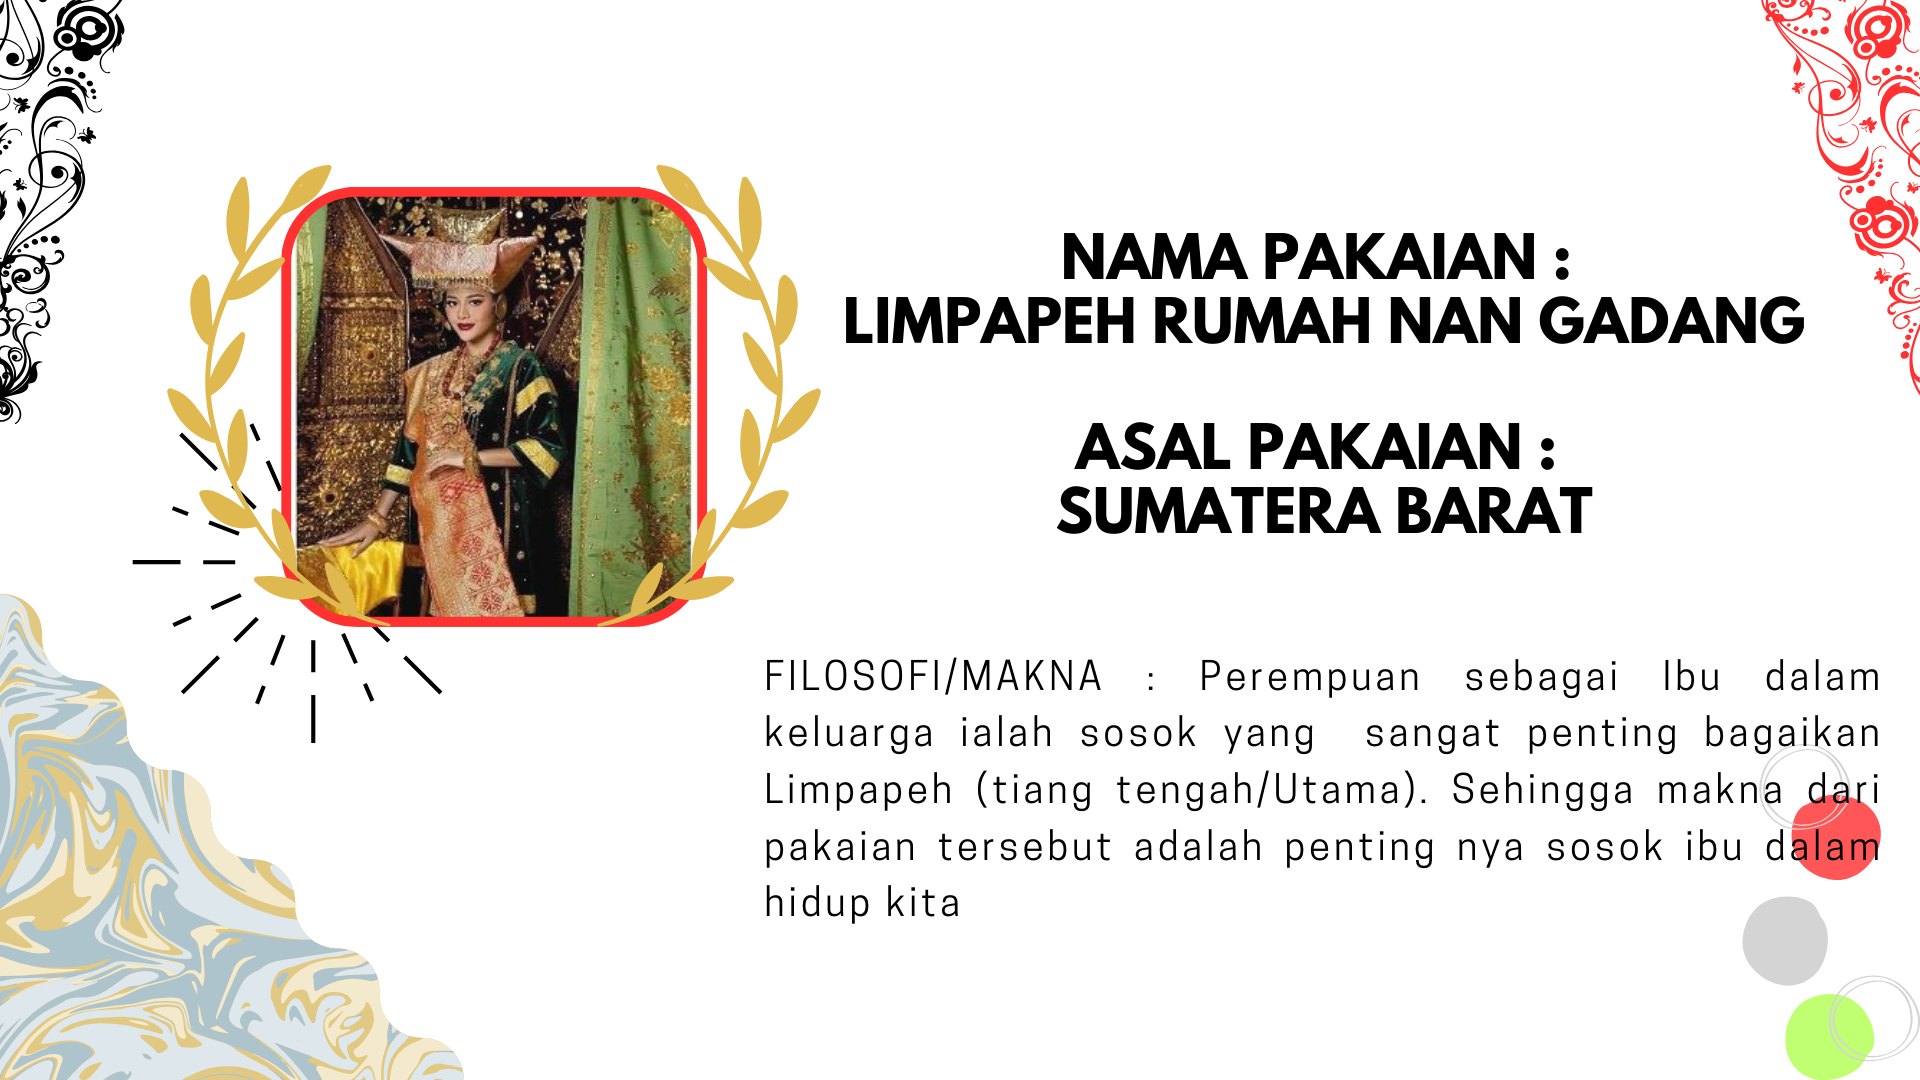 NAMA PAKAIAN :
LIMPAPEH RUMAH NAN GADANG
ASAL PAKAIAN :
SUMATERA BARAT
FILOSOFI/MAKNA : Perempuan sebagai Ibu dalam
keluarga ialah sosok yang sangat penting bagaikan
Limpapeh (tiang tengah/Utama). Sehingga makna dari
pakaian tersebut adalah penting nya sosok ibu dalam
hidup kita